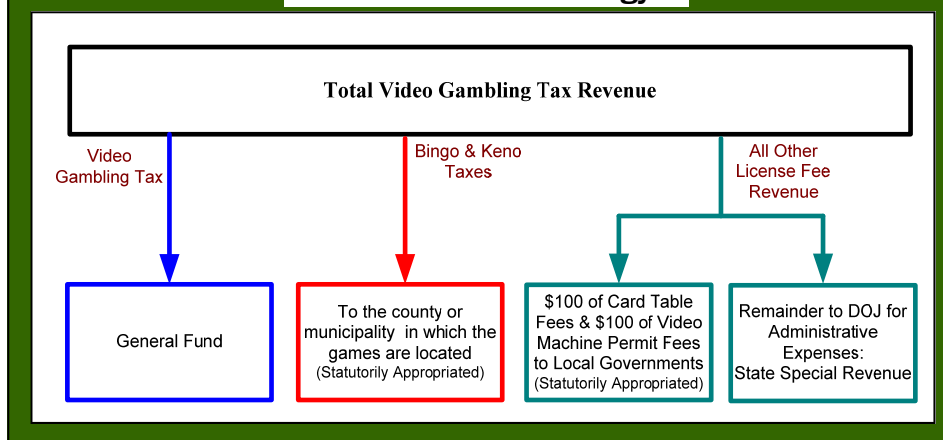 Total Video Gambling Tax Revenue
Video
Gambling Tax
Bingo & Keno
Taxes
All Other
License Fee
Revenue
General Fund
To the county or
municipality in which the
games are located
(Statutorily Appropriated)
$100 of Card Table
Fees & $100 of Video
Machine Permit Fees
to Local Governments
(Statutorily Appropriated)
Remainder to DOJ for
Administrative
Expenses:
State Special Revenue